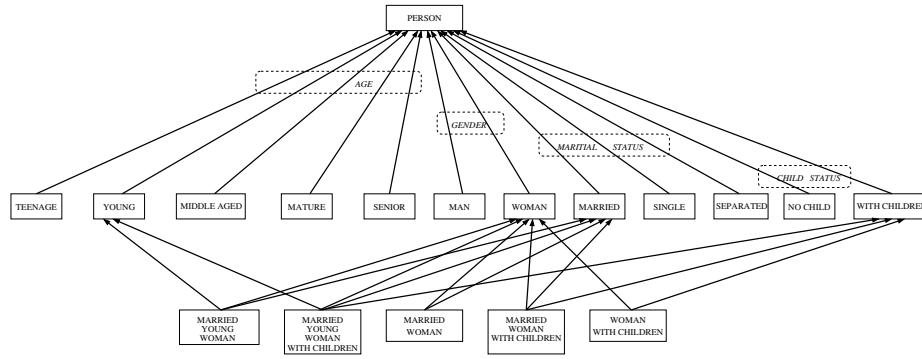 PERSON
AGE
GENDER
MARITIAL STATUS
CHILD STATUS
TEENAGE
YOUNG
MIDDLE AGED
MATURE
SENIOR
MAN
WOMAN
MARRIED
SINGLE
SEPARATED
NO CHILD
WITH CHILDREN
MARRIED
YOUNG
WOMAN
MARRIED
YOUNG
WOMAN
WITH CHILDREN
MARRIED
WOMAN
MARRIED
WOMAN
WITH CHILDREN
WOMAN
WITH CHILDREN